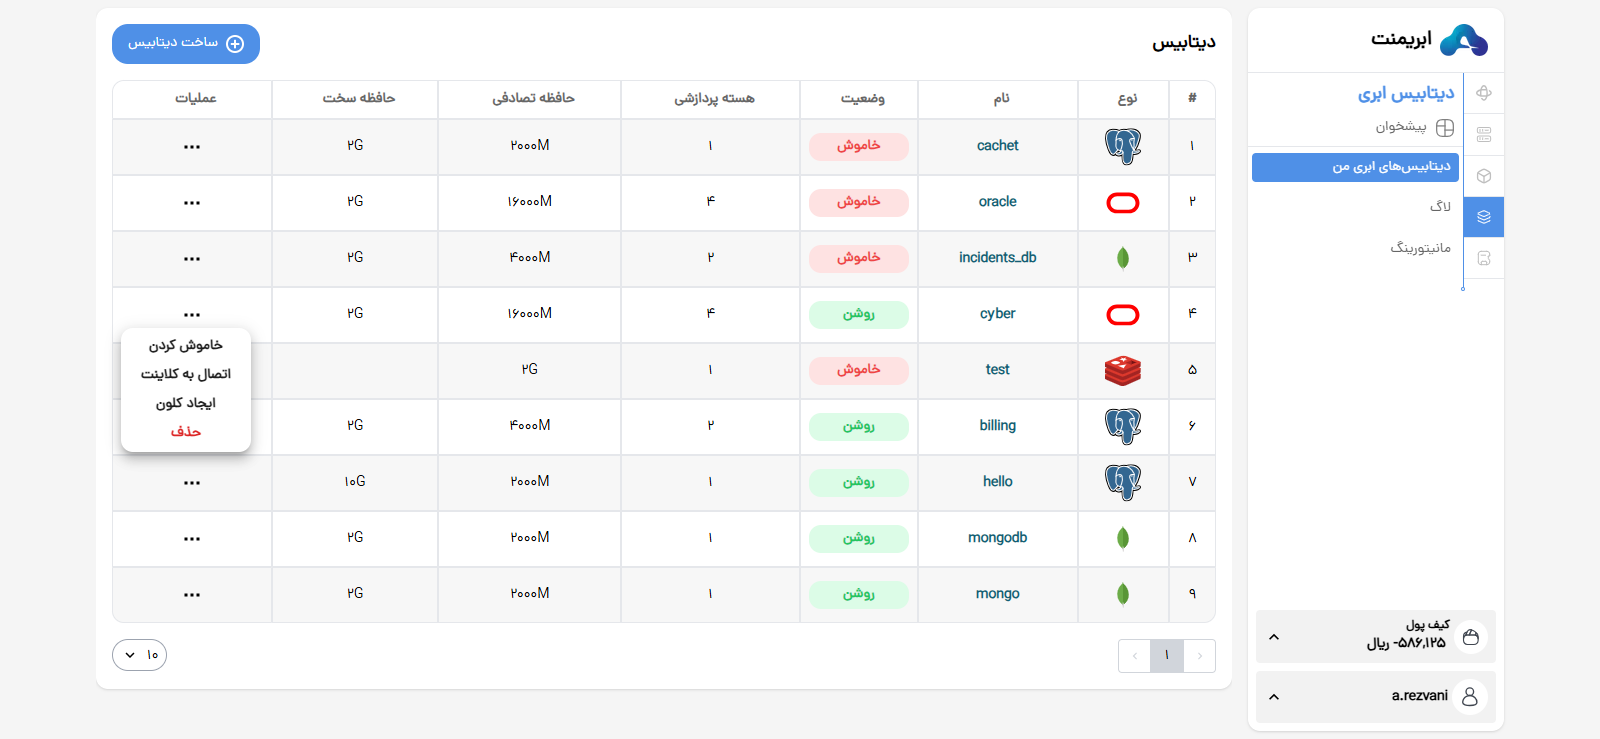 ابریمنت
دیتابیس ابری
پیشخوان
دیتابیس‌های ابری من
لاگ
مانیتورینگ
کیف پول
-۵۸۶,۱۲۵ ریال
a.rezvani
دیتابیس
ساخت دیتابیس
# نوع نام وضعیت هسته پردازشی حافظه تصادفی حافظه سخت عملیات
۱ cachet خاموش ۱ ۲۰۰۰M ۲G
۲ oracle خاموش ۴ ۱۶۰۰۰M ۲G
۳ incidents_db خاموش ۲ ۴۰۰۰M ۲G
۴ cyber روشن ۴ ۱۶۰۰۰M ۲G
۵ test خاموش ۱ ۲G
۶ billing روشن ۲ ۴۰۰۰M ۲G
۷ hello روشن ۱ ۲۰۰۰M ۱۰G
۸ mongodb روشن ۱ ۲۰۰۰M ۲G
۹ mongo روشن ۱ ۲۰۰۰M ۲G
خاموش کردن
اتصال به کلاینت
ایجاد کلون
حذف
۱
۱۰